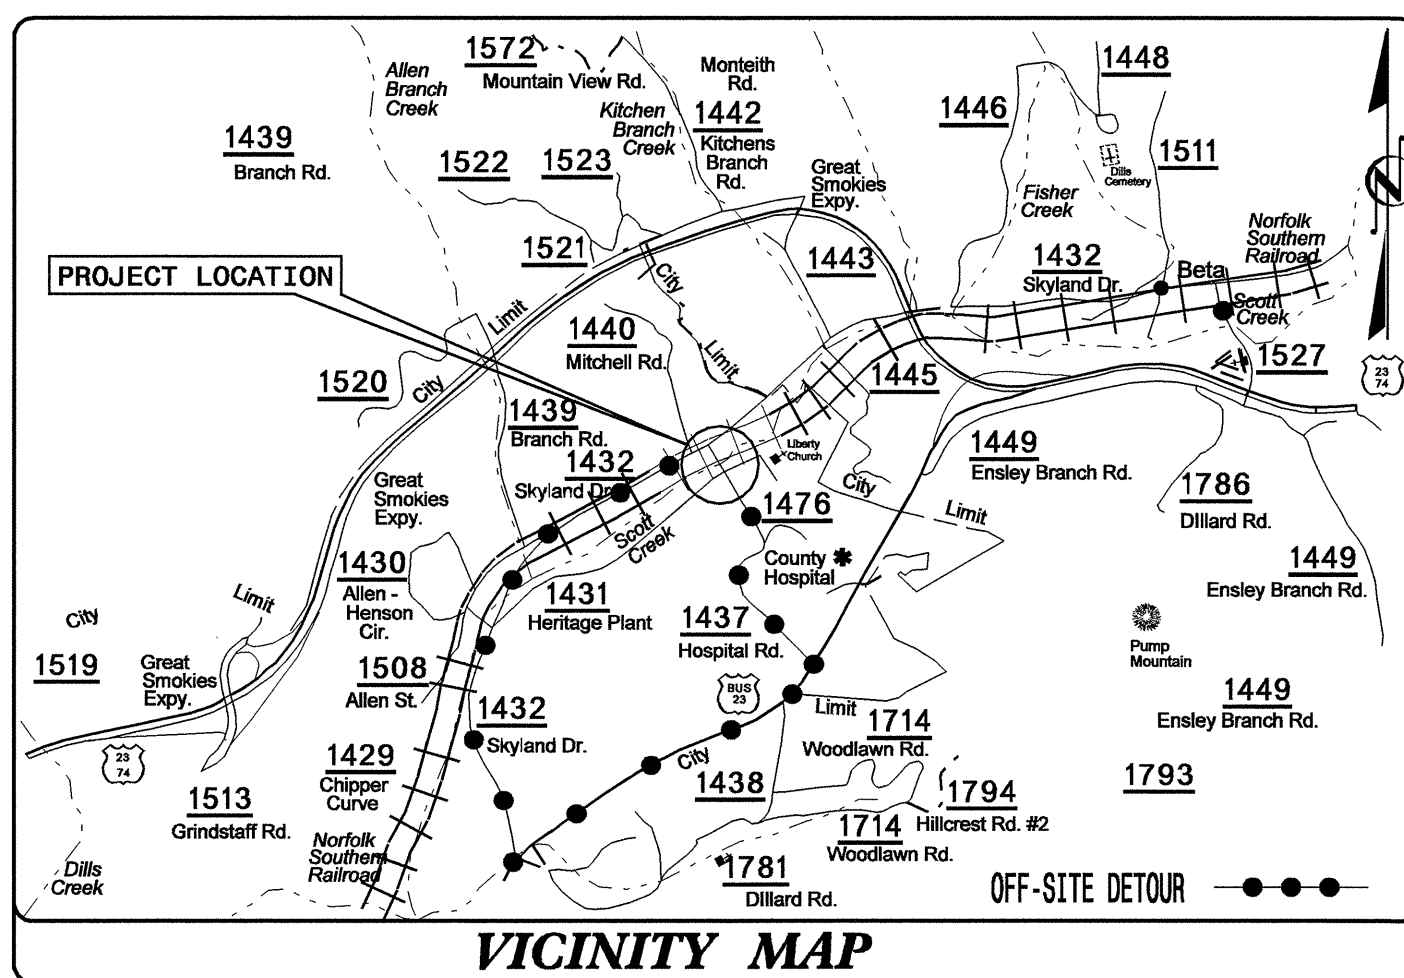 1572
Mountain View Rd.
Allen
Branch
Creek
Monteith
Rd.
1442
Kitchens
Branch
Rd.
Kitchen
Branch
Creek
1448
1446
1439
Branch Rd.
1522
1523
Great
Smokies
Expy.
1511
Dills
Cemetery
Fisher
Creek
N
Norfolk
Southern
Railroad
1521
1443
1432
Skyland Dr.
Beta
Scott
Creek
PROJECT LOCATION
City
Limit
City
Limit
1440
Mitchell Rd.
1520
1445
1527
23
74
1439
Branch Rd.
1432
Skyland Dr.
Liberty
Church
1449
Ensley Branch Rd.
City
Limit
1786
Dillard Rd.
Great
Smokies
Expy.
Scott
Creek
1476
County
Hospital
1430
Allen -
Henson
Cir.
1431
Heritage Plant
1449
Ensley Branch Rd.
City
Limit
1437
Hospital Rd.
Pump
Mountain
1519
Great
Smokies
Expy.
1508
Allen St.
BUS
23
1449
Ensley Branch Rd.
1432
Skyland Dr.
Limit
City
1714
Woodlawn Rd.
23
74
1429
Chipper
Curve
1438
1793
1513
Grindstaff Rd.
1794
Hillcrest Rd. #2
1714
Woodlawn Rd.
Norfolk
Southern
Railroad
Dills
Creek
1781
Dillard Rd.
OFF-SITE DETOUR
VICINITY MAP